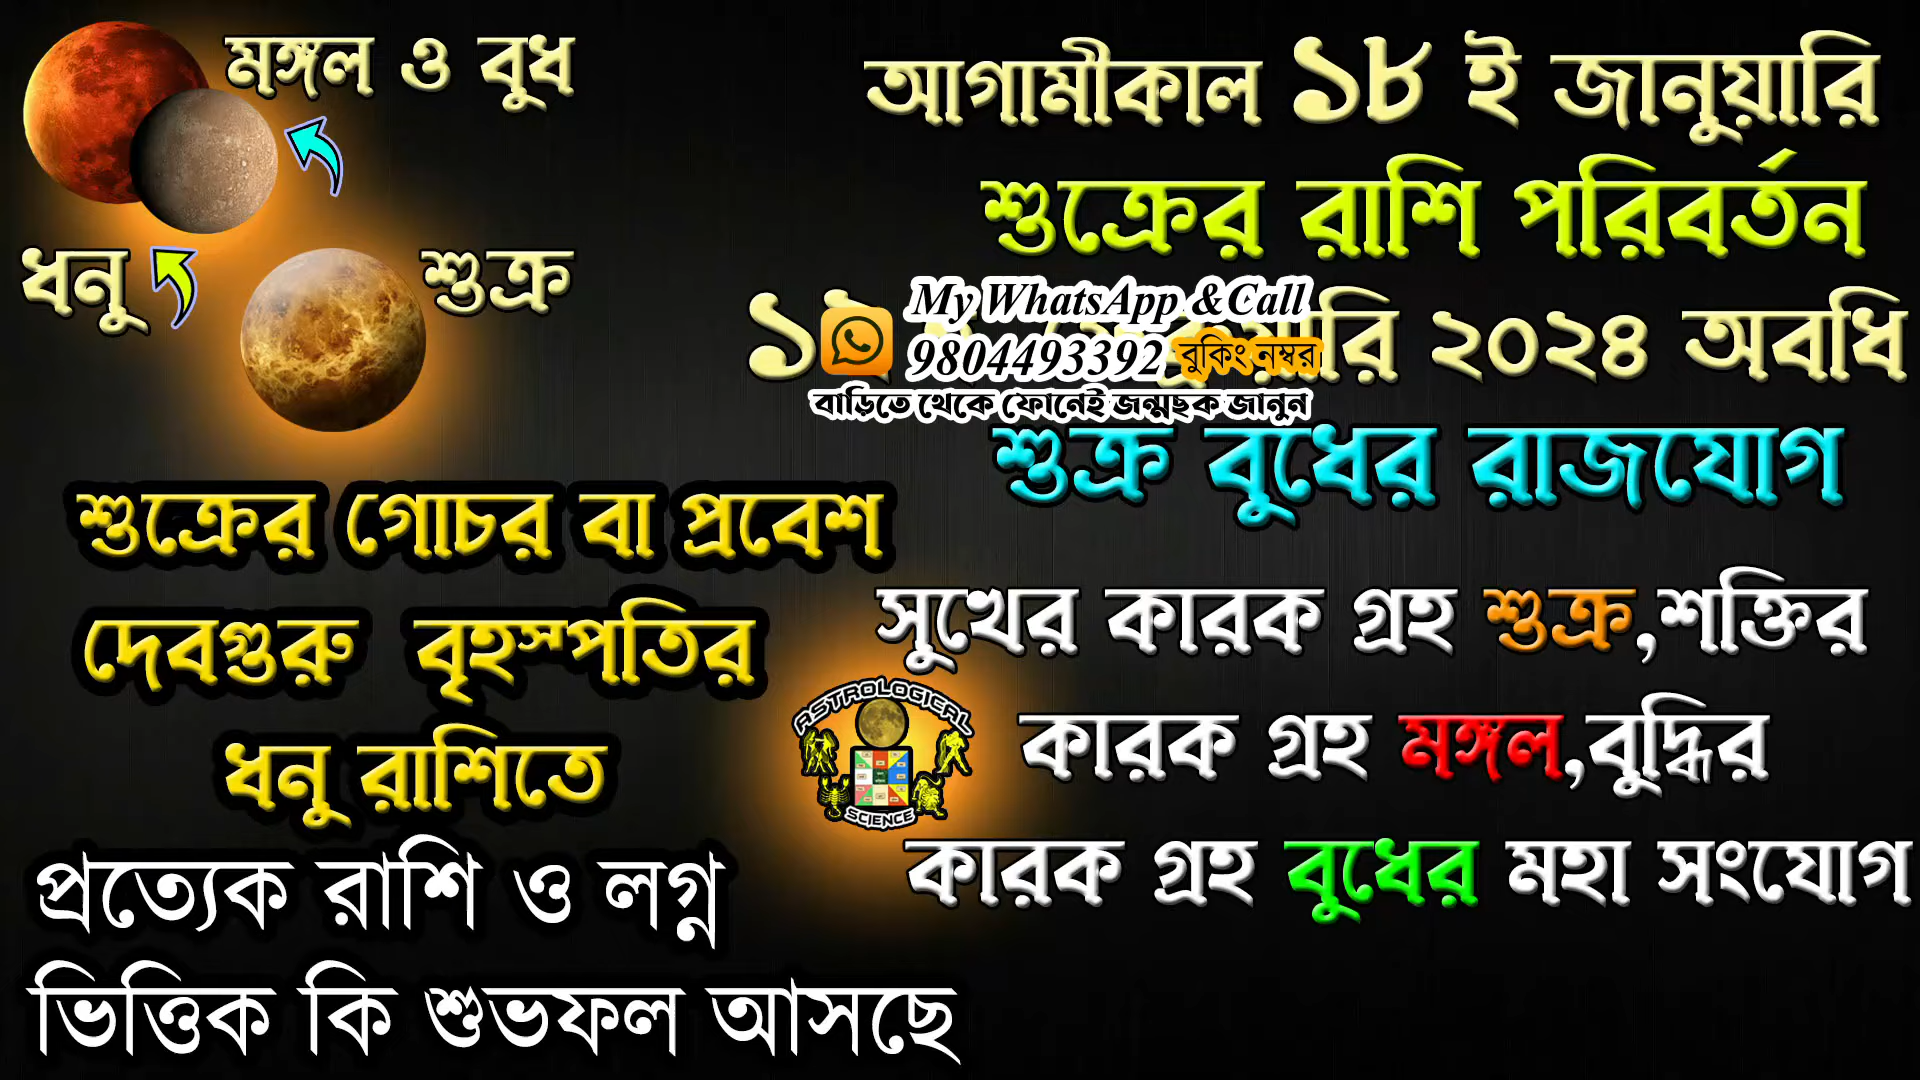 মঙ্গল ও বুধ
ধনু
শুক্র
আগামীকাল ১৮ ই জানুয়ারি
শুক্রের রাশি পরিবর্তন
২০২৪ অবধি
My WhatsApp &Call
9804493392 বুকিং নম্বর
বাড়িতে থেকে ফোনেই জন্মছক জানুন
শুক্র বুধের রাজযোগ
শুক্রের গোচর বা প্রবেশ
দেবগুরু বৃহস্পতির
ধনু রাশিতে
প্রত্যেক রাশি ও লগ্ন
ভিত্তিক কি শুভফল আসছে
সুখের কারক গ্রহ শুক্র,শক্তির
কারক গ্রহ মঙ্গল,বুদ্ধির
কারক গ্রহ বুধের মহা সংযোগ
ASTROLOGICAL
SCIENCE